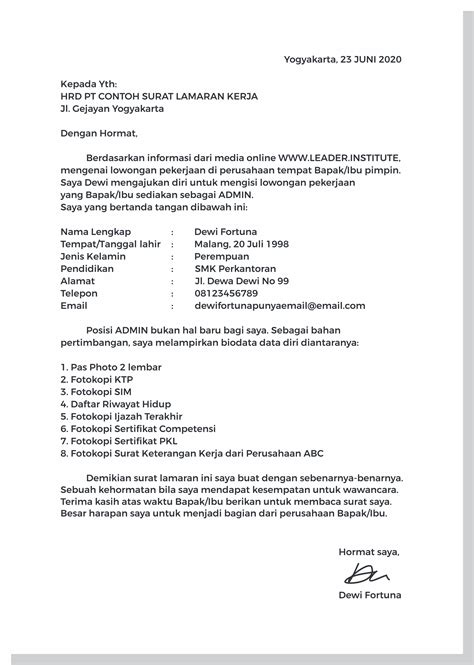 Yogyakarta, 23 JUNI 2020
Kepada Yth:
HRD PT CONTOH SURAT LAMARAN KERJA
Jl. Gejayan Yogyakarta
Dengan Hormat,
Berdasarkan informasi dari media online WWW.LEADER.INSTITUTE,
mengenai lowongan pekerjaan di perusahaan tempat Bapak/Ibu pimpin.
Saya Dewi mengajukan diri untuk mengisi lowongan pekerjaan
yang Bapak/Ibu sediakan sebagai ADMIN.
Saya yang bertanda tangan dibawah ini:
Nama Lengkap : Dewi Fortuna
Tempat/Tanggal lahir : Malang, 20 Juli 1998
Jenis Kelamin : Perempuan
Pendidikan : SMK Perkantoran
Alamat : Jl. Dewa Dewi No 99
Telepon : 08123456789
Email : dewifortunapunyaemail@email.com
Posisi ADMIN bukan hal baru bagi saya. Sebagai bahan
pertimbangan, saya melampirkan biodata data diri diantaranya:
1. Pas Photo 2 lembar
2. Fotokopi KTP
3. Fotokopi SIM
4. Daftar Riwayat Hidup
5. Fotokopi Ijazah Terakhir
6. Fotokopi Sertifikat Competensi
7. Fotokopi Sertifikat PKL
8. Fotokopi Surat Keterangan Kerja dari Perusahaan ABC
Demikian surat lamaran ini saya buat dengan sebenarnya-benarnya.
Sebuah kehormatan bila saya mendapat kesempatan untuk wawancara.
Terima kasih atas waktu Bapak/Ibu berikan untuk membaca surat saya.
Besar harapan saya untuk menjadi bagian dari perusahaan Bapak/Ibu.
Hormat saya,
Dewi Fortuna